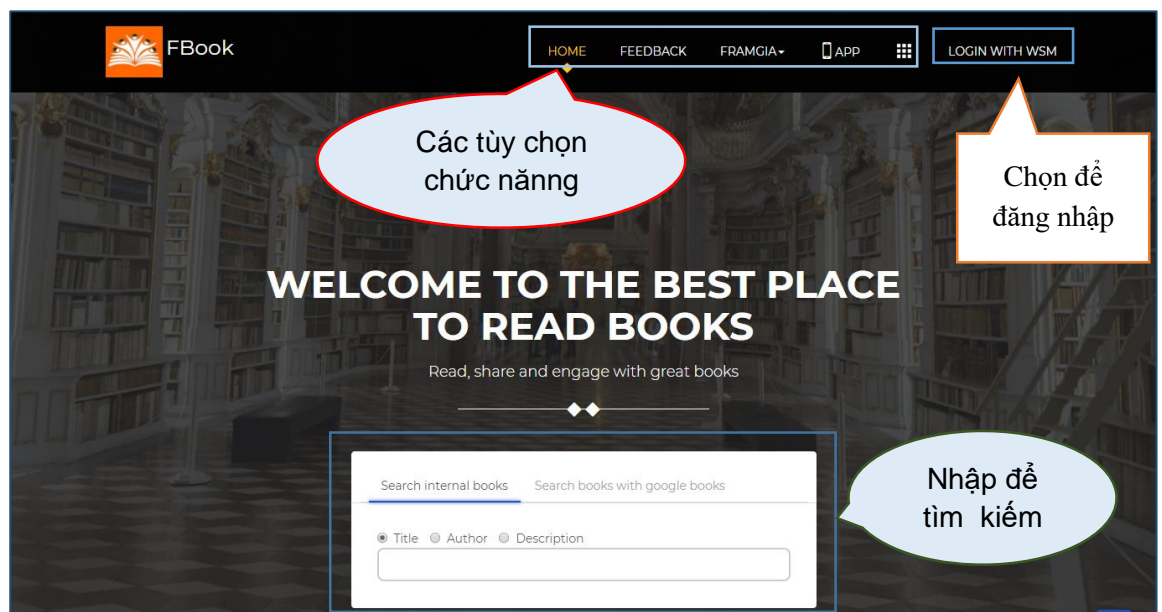 FBook
HOME FEEDBACK FRAMGIA APP LOGIN WITH WSM
Các tùy chọn
chức nănng
Chọn để
đăng nhập
WELCOME TO THE BEST PLACE
TO READ BOOKS
Read, share and engage with great books
Search internal books Search books with google books
Title Author Description
Nhập để
tìm kiếm